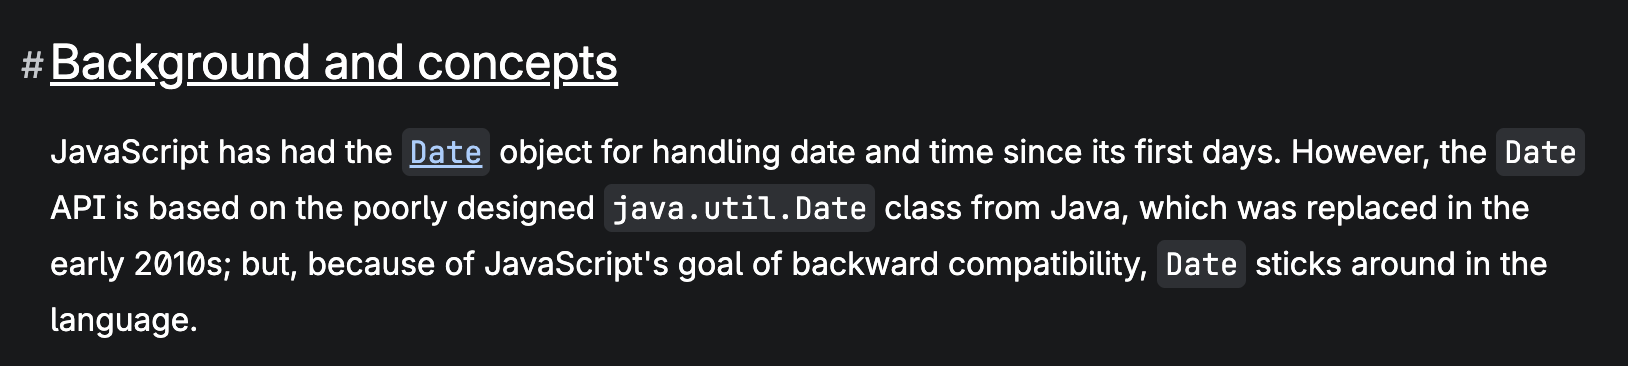 # Background and concepts
JavaScript has had the Date object for handling date and time since its first days. However, the Date
API is based on the poorly designed java.util.Date class from Java, which was replaced in the
early 2010s; but, because of JavaScript's goal of backward compatibility, Date sticks around in the
language.